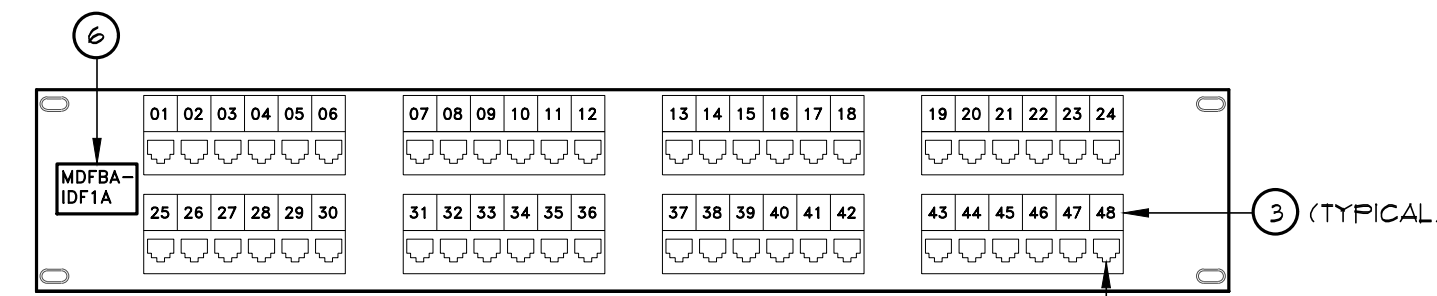 6
01 02 03 04 05 06 07 08 09 10 11 12 13 14 15 16 17 18 19 20 21 22 23 24
MDFBA-
IDF1A
25 26 27 28 29 30 31 32 33 34 35 36 37 38 39 40 41 42 43 44 45 46 47 48
3 (TYPICAL